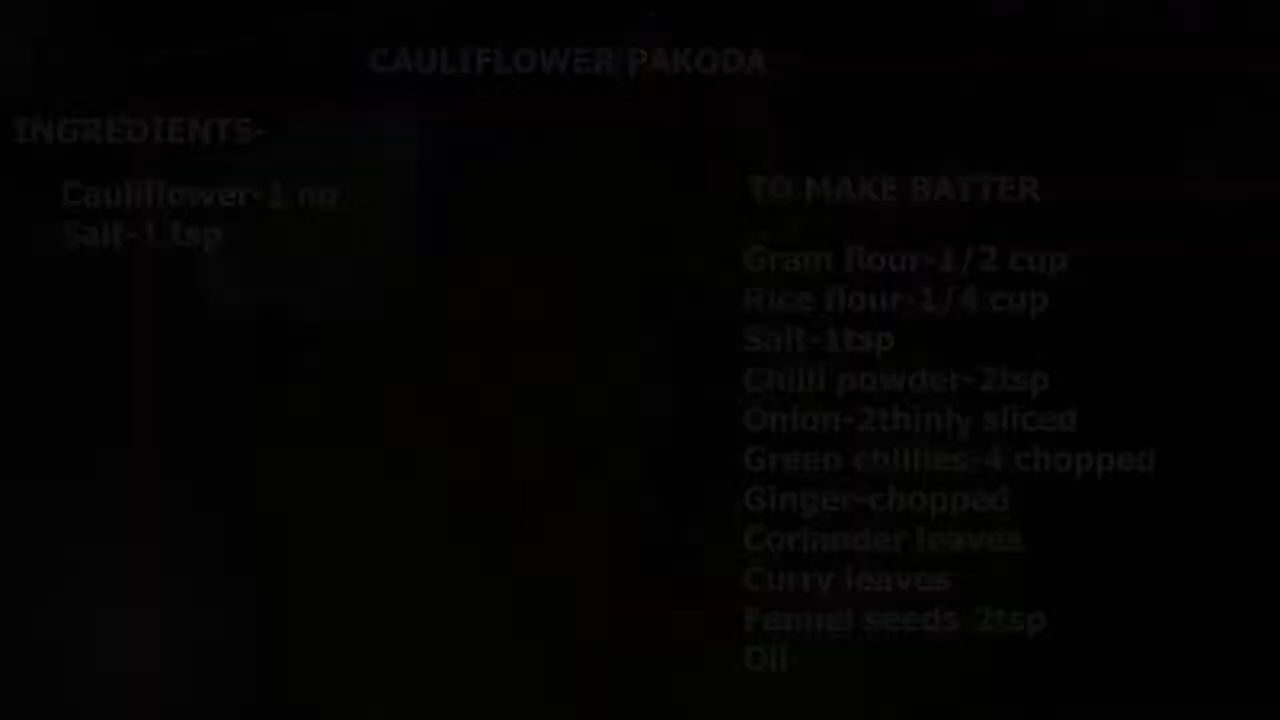 CAULIFLOWER PAKODA
INGREDIENTS-
Cauliflower-1 no
Salt-1 tsp
TO MAKE BATTER
Gram flour-1/2 cup
Rice flour-1/4 cup
Salt-1tsp
Chilli powder-2tsp
Onion-2thinly sliced
Green chillies-4 chopped
Ginger-chopped
Coriander leaves
Curry leaves
Fennel seeds-2tsp
Oil